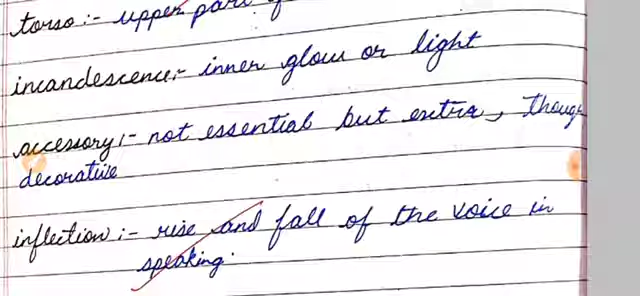 torso :- upper part
incandescence:- inner glow or light
accessory :- not essential but extra, though
decorative
inflection :- rise and fall of the voice in
speaking.